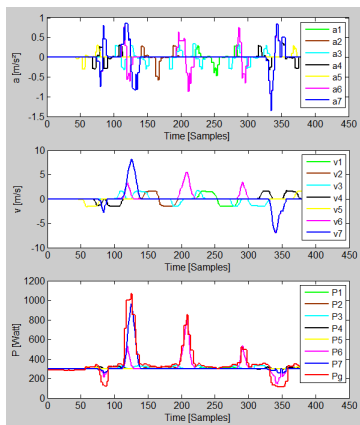 1
0.5
0
-0.5
-1
-1.5
a [m/s²]
0 50 100 150 200 250 300 350 400 450
Time [Samples]
a1
a2
a3
a4
a5
a6
a7
10
5
0
-5
-10
v [m/s]
0 50 100 150 200 250 300 350 400 450
Time [Samples]
v1
v2
v3
v4
v5
v6
v7
1200
1000
800
600
400
200
0
P [Watt]
0 50 100 150 200 250 300 350 400 450
Time [Samples]
P1
P2
P3
P4
P5
P6
P7
Pg